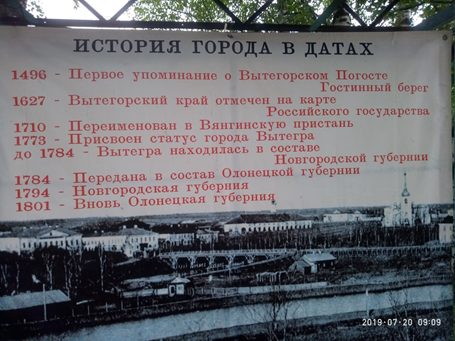 ИСТОРИЯ ГОРОДА В ДАТАХ
1496 - Первое упоминание о Вытегорском Погосте
Гостинный берег
1627 - Вытегорский край отмечен на карте
Российского государства
1710 - Переименован в Вянгинскую пристань
1773 - Присвоен статус города Вытегра
до 1784 - Вытегра находилась в составе
Новгородской губернии
1784 - Передана в состав Олонецкой губернии
1794 - Новгородская губерния
1801 - Вновь Олонецкая губерния
2019-07-20 09:09